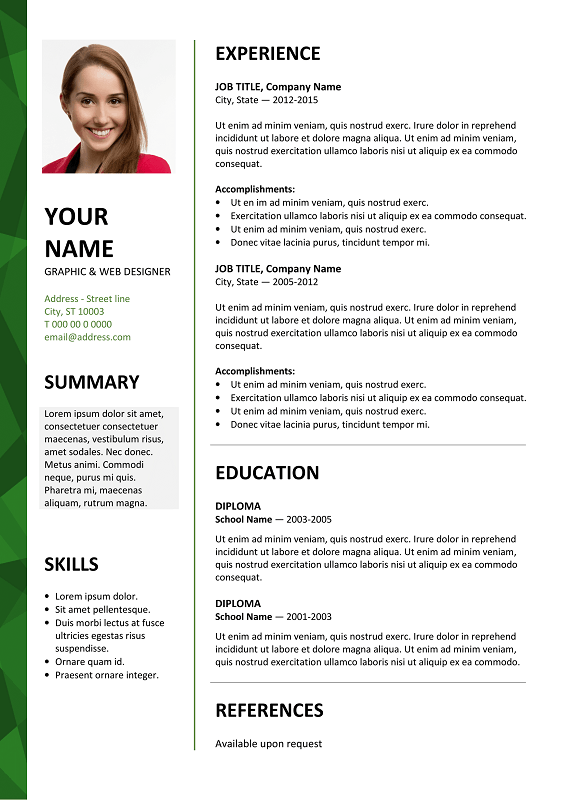 YOUR
NAME
GRAPHIC & WEB DESIGNER
Address - Street line
City, ST 10003
T 000 00 0 0000
email@address.com
SUMMARY
Lorem ipsum dolor sit amet,
consectetuer consectetuer
maecenas, vestibulum risus,
amet sodales. Nec donec.
Metus animi. Commodi
neque, purus mi quis.
Pharetra mi, maecenas
aliquam, rutrum magna.
SKILLS
• Lorem ipsum dolor.
• Sit amet pellentesque.
• Duis morbi lectus at fusce
ultricies egestas risus
suspendisse.
• Ornare quam id.
• Praesent ornare integer.
EXPERIENCE
JOB TITLE, Company Name
City, State — 2012-2015
Ut enim ad minim veniam, quis nostrud exerc. Irure dolor in reprehend
incididunt ut labore et dolore magna aliqua. Ut enim ad minim veniam,
quis nostrud exercitation ullamco laboris nisi ut aliquip ex ea commodo
consequat.
Accomplishments:
• Ut en im ad minim veniam, quis nostrud exerc.
• Exercitation ullamco laboris nisi ut aliquip ex ea commodo consequat.
• Ut enim ad minim veniam, quis nostrud exerc.
• Donec vitae lacinia purus, tincidunt tempor mi.
JOB TITLE, Company Name
City, State — 2005-2012
Ut enim ad minim veniam, quis nostrud exerc. Irure dolor in reprehend
incididunt ut labore et dolore magna aliqua. Ut enim ad minim veniam,
quis nostrud exercitation ullamco laboris nisi ut aliquip ex ea commodo
consequat.
Accomplishments:
• Ut enim ad minim veniam, quis nostrud exerc.
• Exercitation ullamco laboris nisi ut aliquip ex ea commodo consequat.
• Ut enim ad minim veniam, quis nostrud exerc.
• Donec vitae lacinia purus, tincidunt tempor mi.
EDUCATION
DIPLOMA
School Name — 2003-2005
Ut enim ad minim veniam, quis nostrud exerc. Irure dolor in reprehend
incididunt ut labore et dolore magna aliqua. Ut enim ad minim veniam,
quis nostrud exercitation ullamco laboris nisi ut aliquip ex ea commodo
consequat.
DIPLOMA
School Name — 2001-2003
Ut enim ad minim veniam, quis nostrud exerc. Irure dolor in reprehend
incididunt ut labore et dolore magna aliqua. Ut enim ad minim veniam,
quis nostrud exercitation ullamco laboris nisi ut aliquip ex ea commodo.
REFERENCES
Available upon request